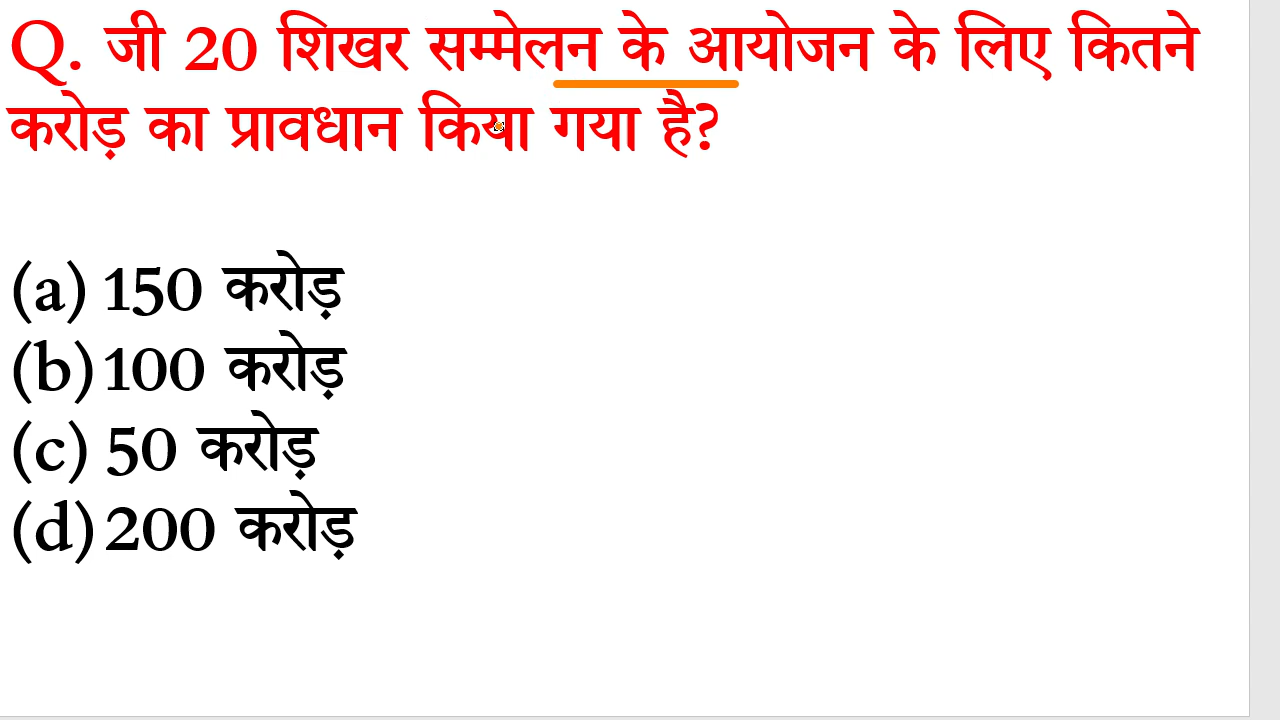 Q. जी 20 शिखर सम्मेलन के आयोजन के लिए कितने
करोड़ का प्रावधान किया गया है?
(a) 150 करोड़
(b) 100 करोड़
(c) 50 करोड़
(d) 200 करोड़